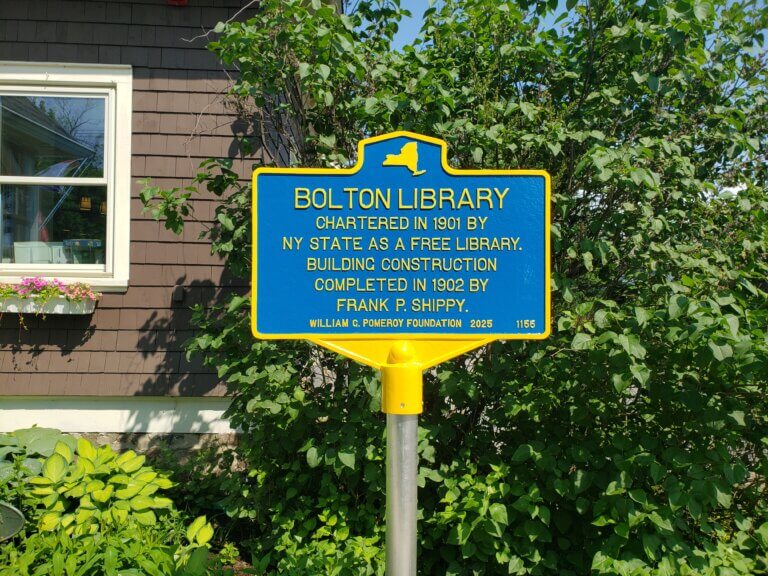 BOLTON LIBRARY
CHARTERED IN 1901 BY
NY STATE AS A FREE LIBRARY.
BUILDING CONSTRUCTION
COMPLETED IN 1902 BY
FRANK P. SHIPPY.
WILLIAM G. POMEROY FOUNDATION 2025 1156